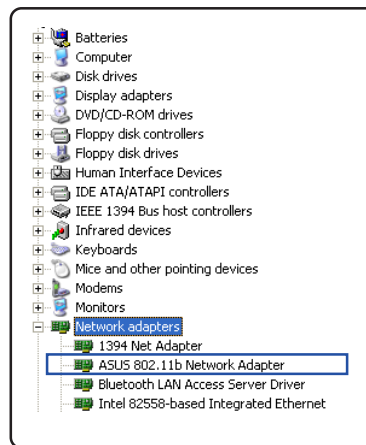 Batteries
Computer
Disk drives
Display adapters
DVD/CD-ROM drives
Floppy disk controllers
Floppy disk drives
Human Interface Devices
IDE ATA/ATAPI controllers
IEEE 1394 Bus host controllers
Infrared devices
Keyboards
Mice and other pointing devices
Modems
Monitors
Network adapters
1394 Net Adapter
ASUS 802.11b Network Adapter
Bluetooth LAN Access Server Driver
Intel 82558-based Integrated Ethernet